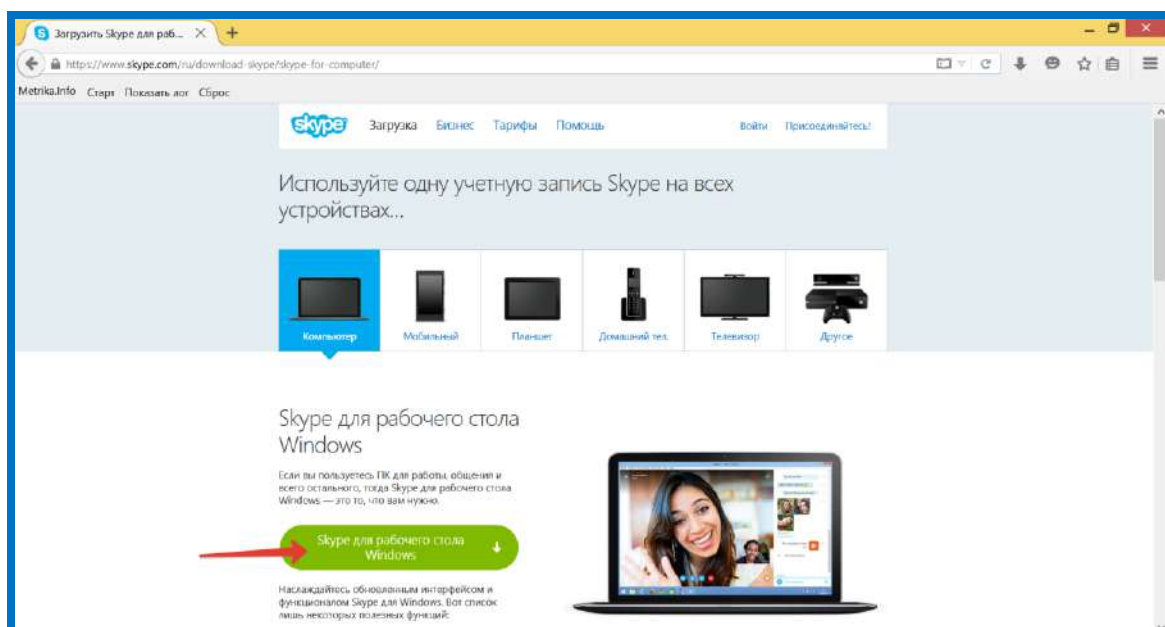 Загрузить Skype для раб...
https://www.skype.com/ru/download-skype/skype-for-computer/
Metrika.Info Старт Показать лог Сброс
skype Загрузка Бизнес Тарифы Помощь Войти Присоединяйтесь!
Используйте одну учетную запись Skype на всех
устройствах...
Компьютер Мобильный Планшет Домашний тел. Телевизор Другое
Skype для рабочего стола
Windows
Если вы пользуетесь ПК для работы, общения и
всего остального, тогда Skype для рабочего стола
Windows — это то, что вам нужно.
Skype для рабочего стола
Windows
Наслаждайтесь обновленным интерфейсом и
функционалом Skype для Windows. Вот список
лишь некоторых полезных функций: